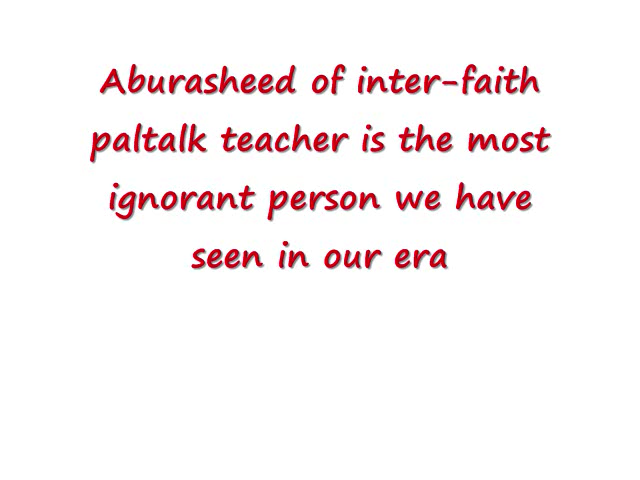 Aburasheed of inter-faith
paltalk teacher is the most
ignorant person we have
seen in our era